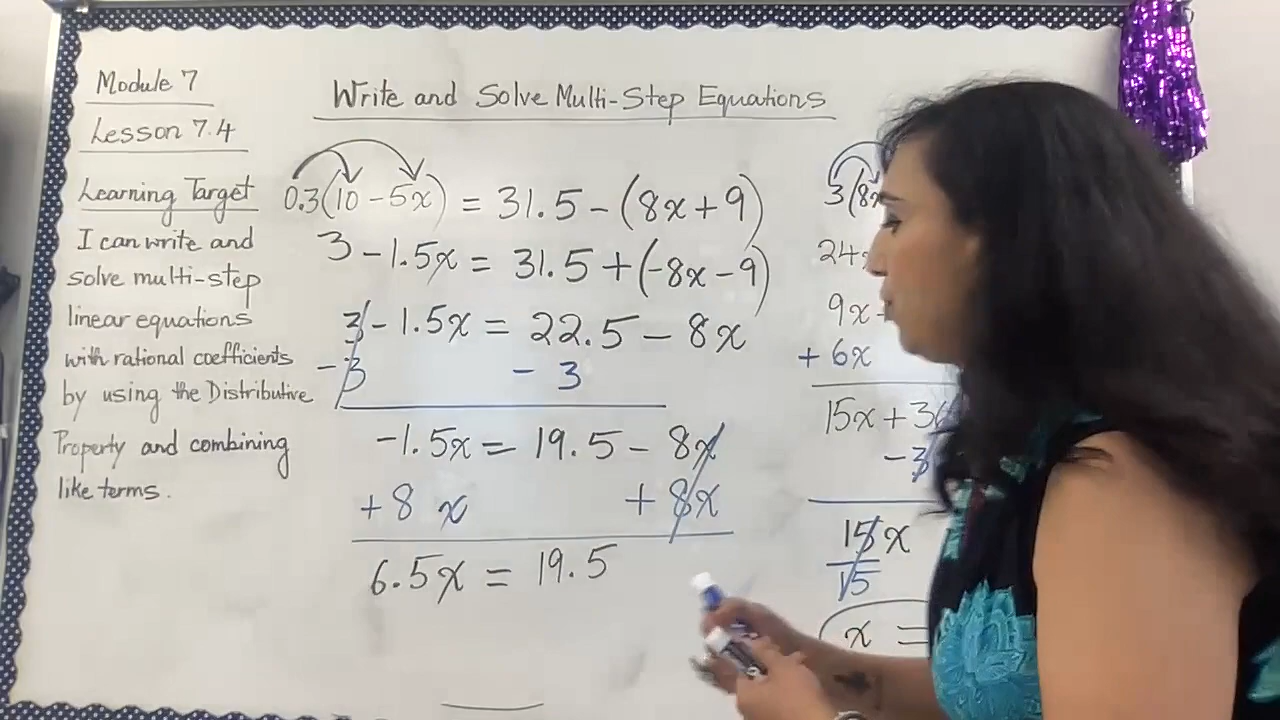 Module 7
Lesson 7.4
Learning Target
I can write and
solve multi-step
linear equations
with rational coefficients
by using the Distributive
Property and combining
like terms.
Write and Solve Multi-Step Equations
0.3(10 - 5x) = 31.5 - (8x + 9)
3 - 1.5x = 31.5 + (-8x - 9)
3 - 1.5x = 22.5 - 8x
- 3 - 3
-1.5x = 19.5 - 8x
+ 8 x + 8x
6.5x = 19.5
3(8x
24
9x
+ 6x
15x + 36
- 3
15x
15
x =